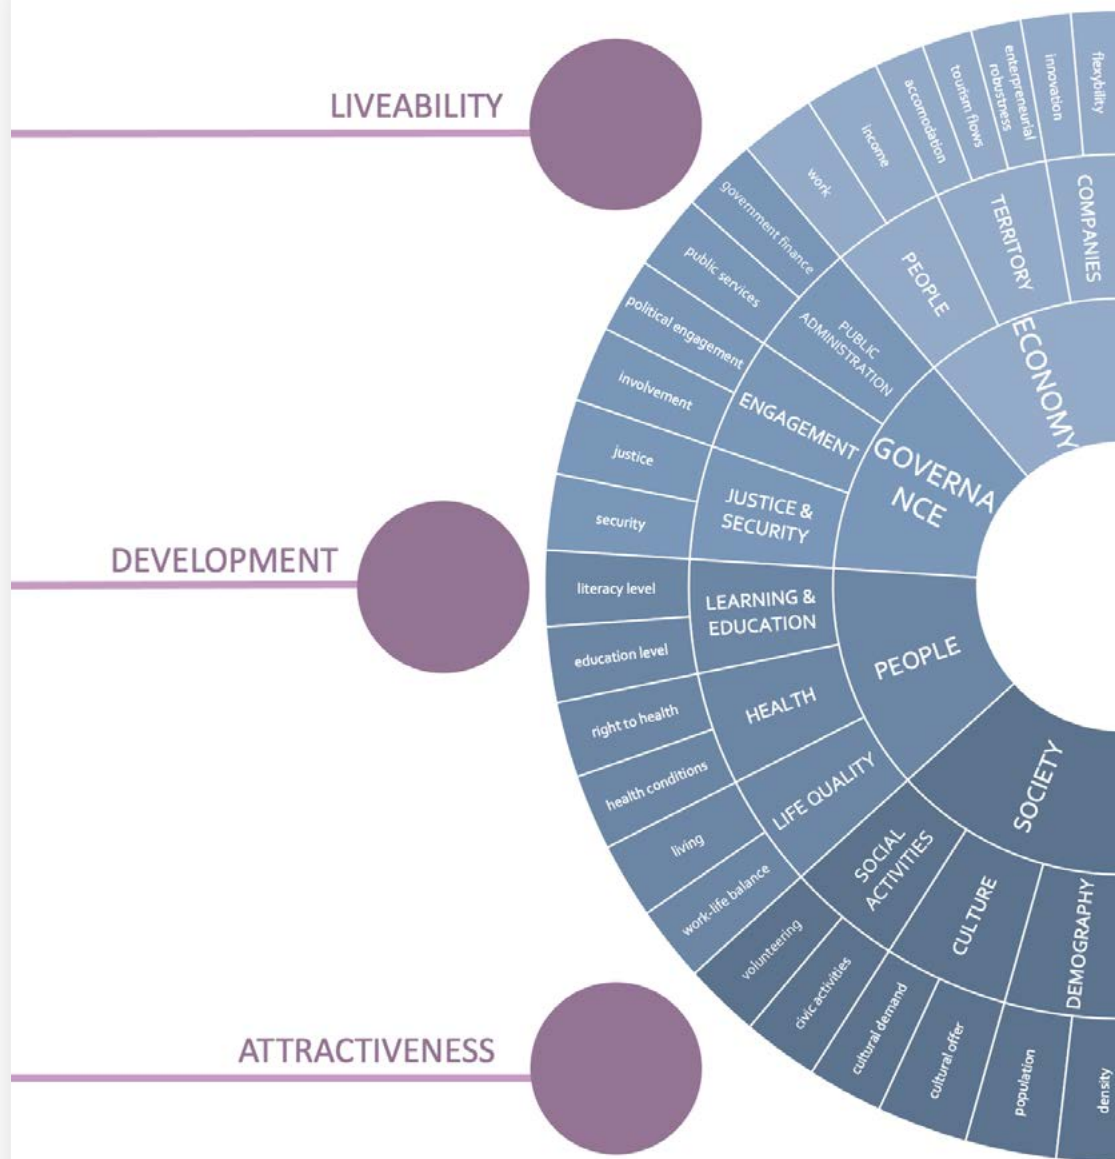 LIVEABILITY
DEVELOPMENT
ATTRACTIVENESS
flexybility
innovation
enterpreneurial
robustness
tourism flows
accomodation
income
work
government finance
public services
political engagement
involvement
justice
security
literacy level
education level
right to health
health conditions
living
work-life balance
volunteering
civic activities
cultural demand
cultural offer
population
density
COMPANIES
TERRITORY
PEOPLE
PUBLIC
ADMINISTRATION
ENGAGEMENT
JUSTICE &
SECURITY
LEARNING &
EDUCATION
HEALTH
LIFE QUALITY
SOCIAL
ACTIVITIES
CULTURE
DEMOGRAPHY
ECONOMY
GOVERNA
NCE
PEOPLE
SOCIETY